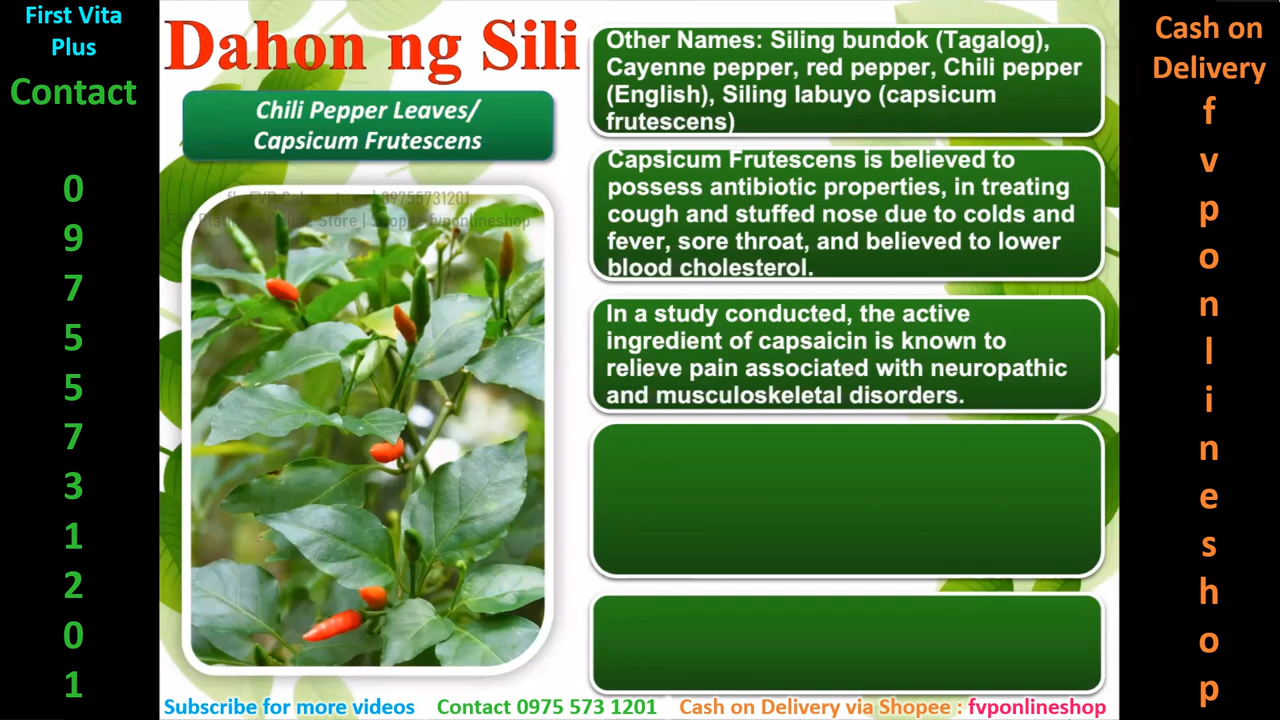 First Vita
Plus
Contact
0
9
7
5
5
7
3
1
2
0
1
Dahon ng Sili
Chili Pepper Leaves/
Capsicum Frutescens
09755731201
Store | Shopee fvponlineshop
Other Names: Siling bundok (Tagalog),
Cayenne pepper, red pepper, Chili pepper
(English), Siling labuyo (capsicum
frutescens)
Capsicum Frutescens is believed to
possess antibiotic properties, in treating
cough and stuffed nose due to colds and
fever, sore throat, and believed to lower
blood cholesterol.
In a study conducted, the active
ingredient of capsaicin is known to
relieve pain associated with neuropathic
and musculoskeletal disorders.
Cash on
Delivery
f
v
p
o
n
l
i
n
e
s
h
o
p
Subscribe for more videos Contact 0975 573 1201 Cash on Delivery via Shopee : fvponlineshop